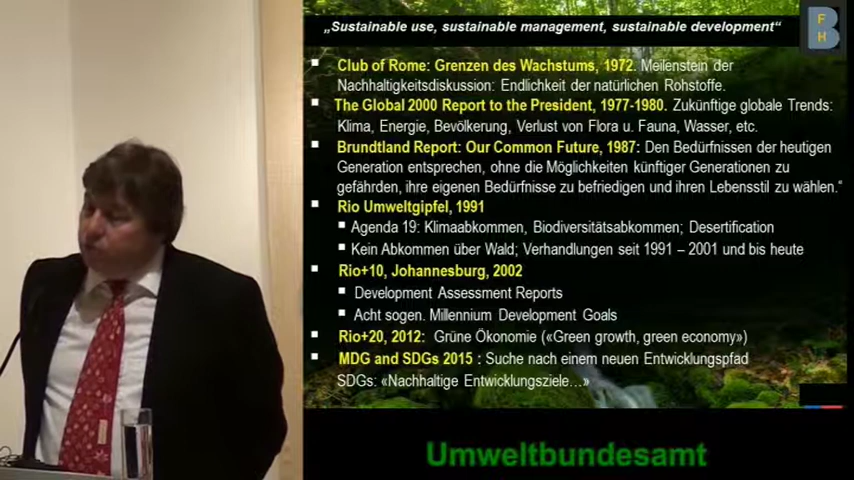 „Sustainable use, sustainable management, sustainable development“
F
B
H
Club of Rome: Grenzen des Wachstums, 1972. Meilenstein der
Nachhaltigkeitsdiskussion: Endlichkeit der natürlichen Rohstoffe.
The Global 2000 Report to the President, 1977-1980. Zukünftige globale Trends:
Klima, Energie, Bevölkerung, Verlust von Flora u. Fauna, Wasser, etc.
Brundtland Report: Our Common Future, 1987: Den Bedürfnissen der heutigen
Generation entsprechen, ohne die Möglichkeiten künftiger Generationen zu
gefährden, ihre eigenen Bedürfnisse zu befriedigen und ihren Lebensstil zu wählen.“
Rio Umweltgipfel, 1991
Agenda 19: Klimaabkommen, Biodiversitätsabkommen; Desertification
Kein Abkommen über Wald; Verhandlungen seit 1991 – 2001 und bis heute
Rio+10, Johannesburg, 2002
Development Assessment Reports
Acht sogen. Millennium Development Goals
Rio+20, 2012: Grüne Ökonomie («Green growth, green economy»)
MDG and SDGs 2015 : Suche nach einem neuen Entwicklungspfad
SDGs: «Nachhaltige Entwicklungsziele…»
Umweltbundesamt